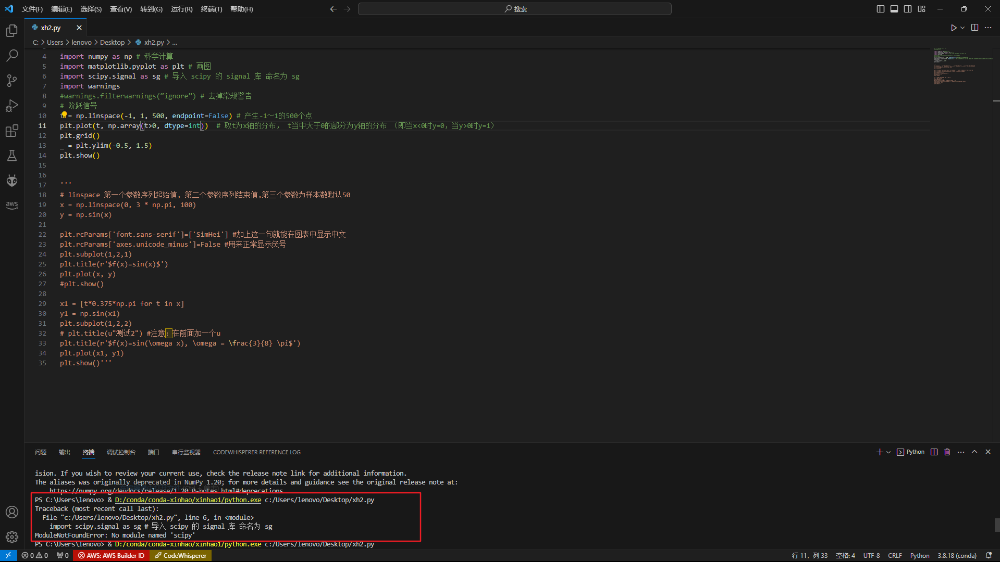 文件(F) 编辑(E) 选择(S) 查看(V) 转到(G) 运行(R) 终端(T) 帮助(H) 搜索
xh2.py
C: > Users > lenovo > Desktop > xh2.py > ...
4 import numpy as np # 科学计算
5 import matplotlib.pyplot as plt # 画图
6 import scipy.signal as sg # 导入 scipy 的 signal 库 命名为 sg
7 import warnings
8 #warnings.filterwarnings(“ignore”) # 去掉常规警告
9 # 阶跃信号
10 = np.linspace(-1, 1, 500, endpoint=False) # 产生-1～1的500个点
11 plt.plot(t, np.array(t>0, dtype=int)) # 取t为x轴的分布， t当中大于0的部分为y轴的分布 （即当x<0时y=0，当y>0时y=1）
12 plt.grid()
13 _ = plt.ylim(-0.5, 1.5)
14 plt.show()
15
16
17 '''
18 # linspace 第一个参数序列起始值, 第二个参数序列结束值,第三个参数为样本数默认50
19 x = np.linspace(0, 3 * np.pi, 100)
20 y = np.sin(x)
21
22 plt.rcParams['font.sans-serif']=['SimHei'] #加上这一句就能在图表中显示中文
23 plt.rcParams['axes.unicode_minus']=False #用来正常显示负号
24 plt.subplot(1,2,1)
25 plt.title(r'$f(x)=sin(x)$')
26 plt.plot(x, y)
27 #plt.show()
28
29 x1 = [t*0.375*np.pi for t in x]
30 y1 = np.sin(x1)
31 plt.subplot(1,2,2)
32 # plt.title(u"测试2") #注意：在前面加一个u
33 plt.title(r'$f(x)=sin(\omega x), \omega = \frac{3}{8} \pi$')
34 plt.plot(x1, y1)
35 plt.show()'''
aws
问题 输出 终端 调试控制台 端口 串行监视器 CODEWHISPERER REFERENCE LOG Python
ision. If you wish to review your current use, check the release note link for additional information.
The aliases was originally deprecated in NumPy 1.20; for more details and guidance see the original release note at:
https://numpy.org/devdocs/release/1.20.0-notes.html#deprecations
PS C:\Users\lenovo> & D:/conda/conda-xinhao/xinhao1/python.exe c:/Users/lenovo/Desktop/xh2.py
Traceback (most recent call last):
File "c:/Users/lenovo/Desktop/xh2.py", line 6, in <module>
import scipy.signal as sg # 导入 scipy 的 signal 库 命名为 sg
ModuleNotFoundError: No module named 'scipy'
PS C:\Users\lenovo> & D:/conda/conda-xinhao/xinhao1/python.exe c:/Users/lenovo/Desktop/xh2.py
0 0 0 AWS: AWS Builder ID CodeWhisperer 行 11，列 33 空格: 4 UTF-8 CRLF Python 3.8.18 (conda)